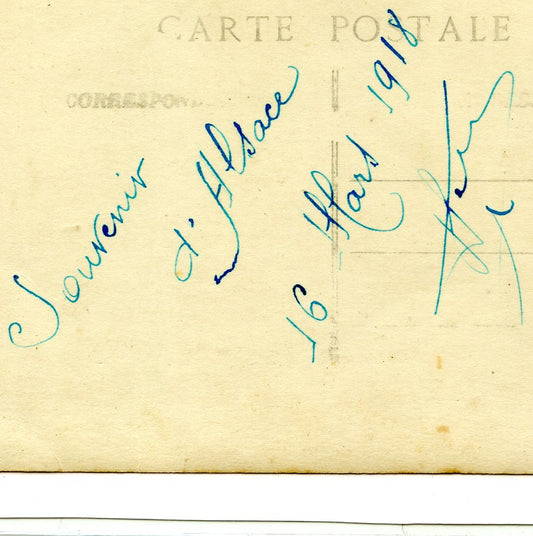 CARTE POSTALE
CORRESPON
Souvenir
d'Alsace
16 Mars 1918